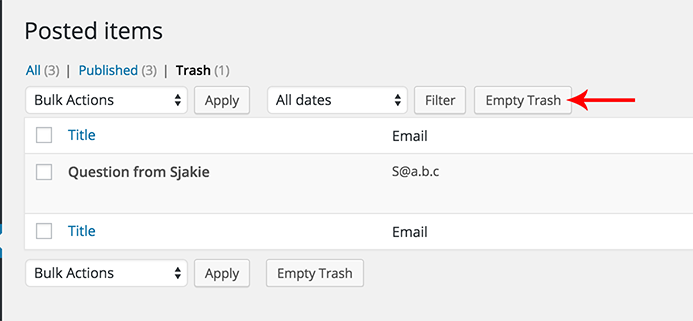 Posted items
All (3) | Published (3) | Trash (1)
Bulk Actions Apply All dates Filter Empty Trash
Title Email
Question from Sjakie S@a.b.c
Title Email
Bulk Actions Apply Empty Trash